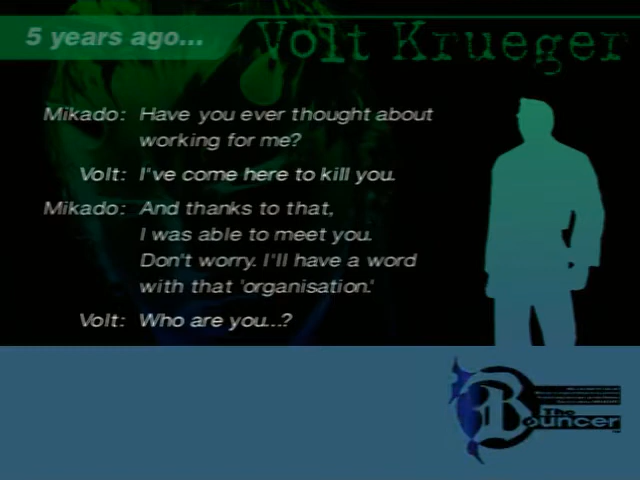 5 years ago...
Volt Krueger
Mikado: Have you ever thought about
working for me?
Volt: I've come here to kill you.
Mikado: And thanks to that,
I was able to meet you.
Don't worry. I'll have a word
with that 'organisation.'
Volt: Who are you...?
The
Bouncer